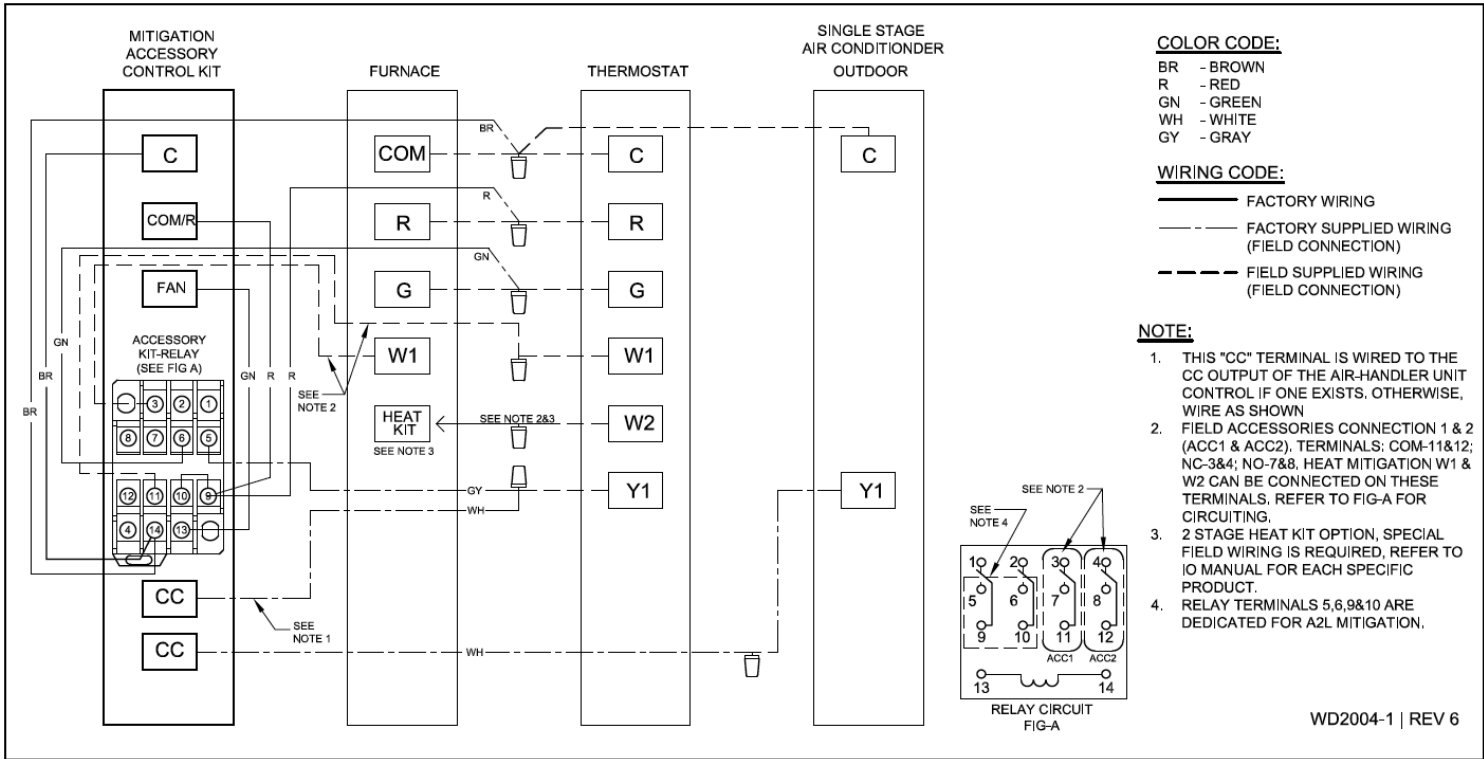 MITIGATION
ACCESSORY
CONTROL KIT
FURNACE
THERMOSTAT
SINGLE STAGE
AIR CONDITIONDER
OUTDOOR
C
COM/R
FAN
ACCESSORY
KIT-RELAY
(SEE FIG A)
3
2
1
8
7
6
5
12
11
10
9
4
14
13
CC
CC
BR
BR
GN
GN
R
R
BR
R
GN
COM
R
G
W1
HEAT
KIT
SEE NOTE 3
SEE
NOTE 2
SEE NOTE 2&3
GY
WH
SEE
NOTE 1
WH
C
R
G
W1
W2
Y1
C
Y1
COLOR CODE:
BR - BROWN
R - RED
GN - GREEN
WH - WHITE
GY - GRAY
WIRING CODE:
FACTORY WIRING
FACTORY SUPPLIED WIRING
(FIELD CONNECTION)
FIELD SUPPLIED WIRING
(FIELD CONNECTION)
NOTE:
1. THIS "CC" TERMINAL IS WIRED TO THE
CC OUTPUT OF THE AIR-HANDLER UNIT
CONTROL IF ONE EXISTS. OTHERWISE,
WIRE AS SHOWN
2. FIELD ACCESSORIES CONNECTION 1 & 2
(ACC1 & ACC2), TERMINALS: COM-11&12;
NC-3&4; NO-7&8. HEAT MITIGATION W1 &
W2 CAN BE CONNECTED ON THESE
TERMINALS. REFER TO FIG-A FOR
CIRCUITING.
3. 2 STAGE HEAT KIT OPTION, SPECIAL
FIELD WIRING IS REQUIRED, REFER TO
IO MANUAL FOR EACH SPECIFIC
PRODUCT.
4. RELAY TERMINALS 5,6,9&10 ARE
DEDICATED FOR A2L MITIGATION.
SEE NOTE 2
SEE
NOTE 4
1 2 3 4
5 6 7 8
9 10 11 12
ACC1 ACC2
13 14
RELAY CIRCUIT
FIG-A
WD2004-1 | REV 6